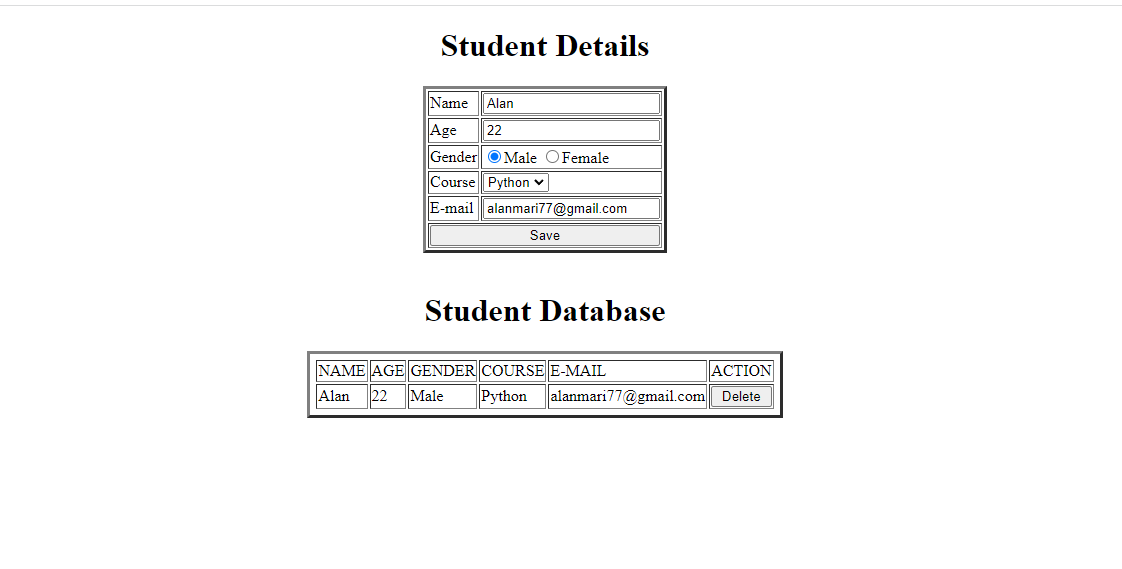 Student Details
Name Alan
Age 22
Gender Male Female
Course Python
E-mail alanmari77@gmail.com
Save
Student Database
NAME AGE GENDER COURSE E-MAIL ACTION
Alan 22 Male Python alanmari77@gmail.com Delete